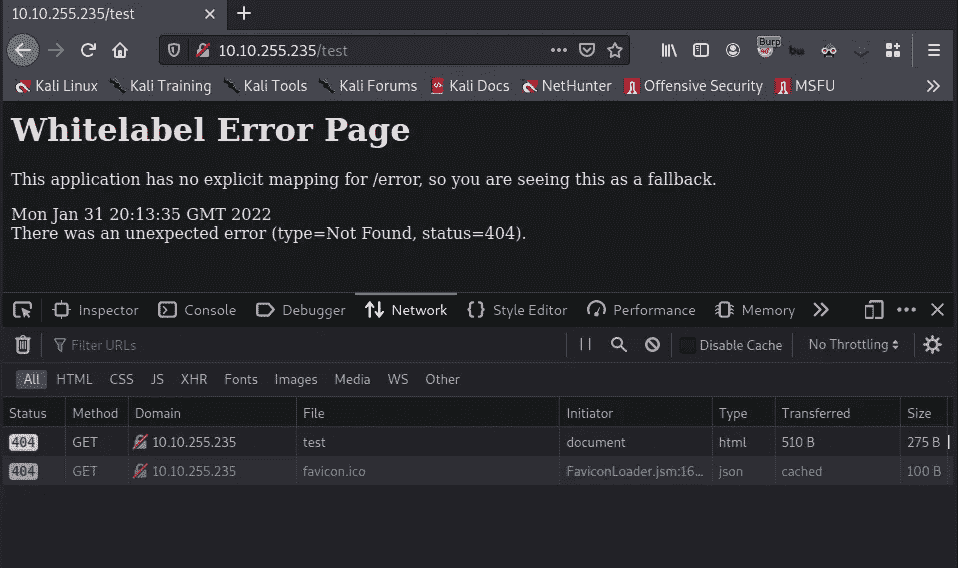 10.10.255.235/test
10.10.255.235/test
Burp
Kali Linux Kali Training Kali Tools Kali Forums Kali Docs NetHunter Offensive Security MSFU
Whitelabel Error Page
This application has no explicit mapping for /error, so you are seeing this as a fallback.
Mon Jan 31 20:13:35 GMT 2022
There was an unexpected error (type=Not Found, status=404).
Inspector Console Debugger Network Style Editor Performance Memory
Filter URLs Disable Cache No Throttling
All HTML CSS JS XHR Fonts Images Media WS Other
Status Method Domain File Initiator Type Transferred Size
404 GET 10.10.255.235 test document html 510 B 275 B
404 GET 10.10.255.235 favicon.ico FaviconLoader.jsm:16... json cached 100 B